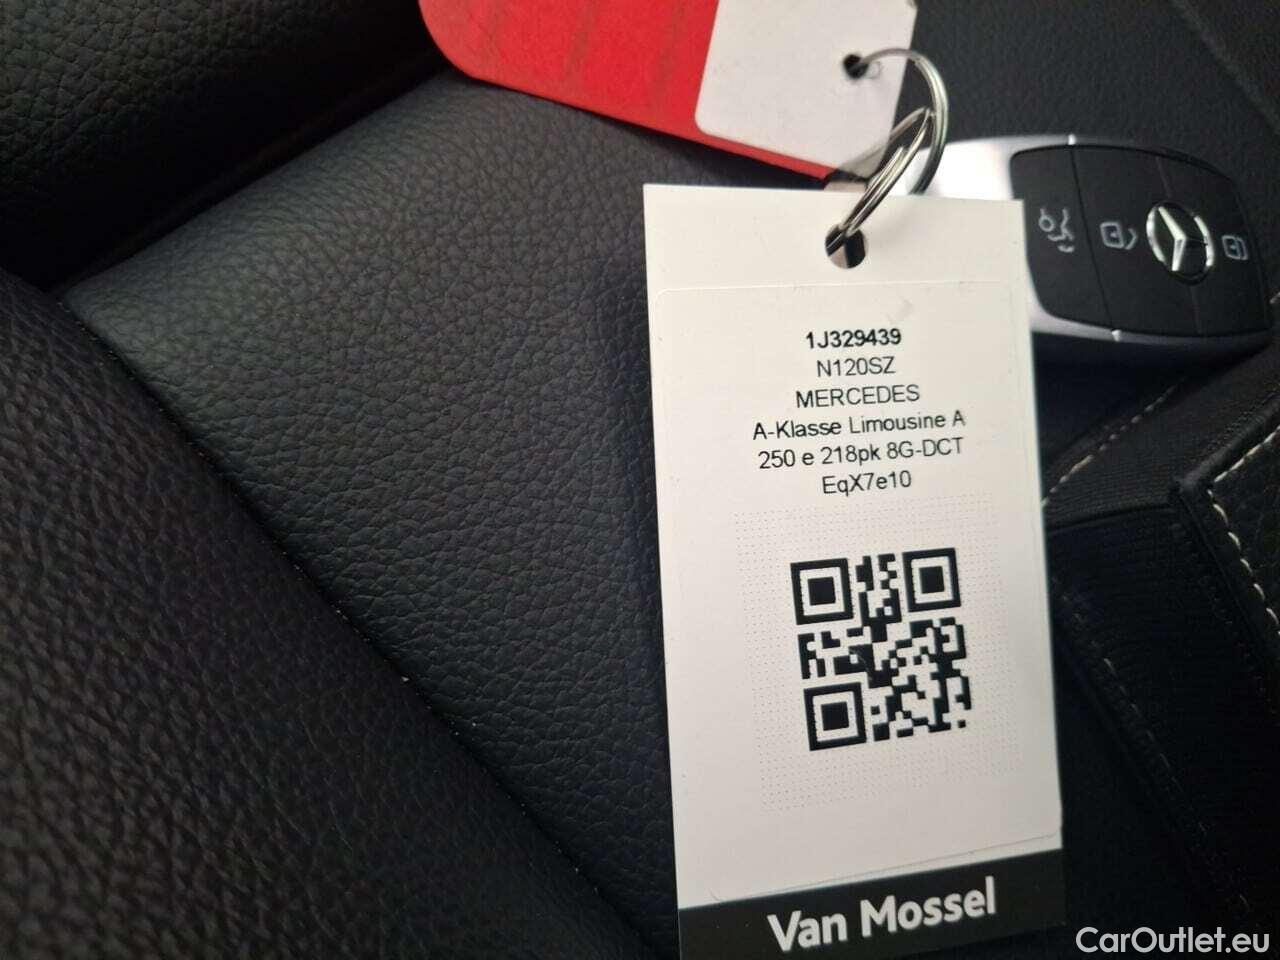 1J329439
N120SZ
MERCEDES
A-Klasse Limousine A
250 e 218pk 8G-DCT
EqX7e10
Van Mossel
CarOutlet.eu